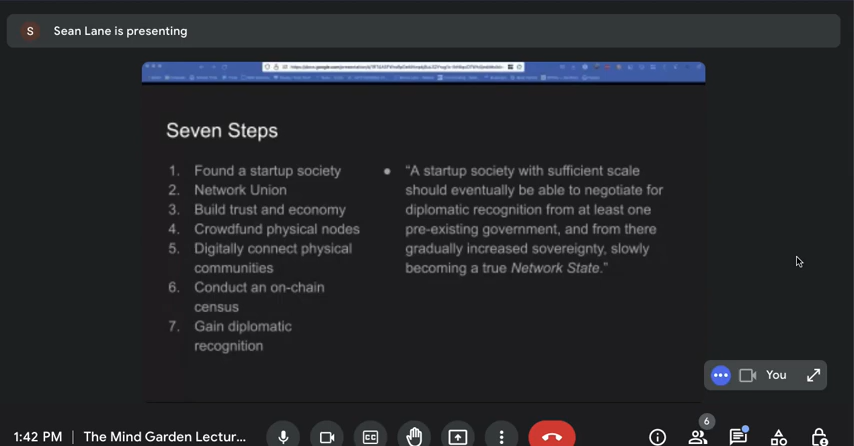 S
Sean Lane is presenting
Seven Steps
1. Found a startup society
2. Network Union
3. Build trust and economy
4. Crowdfund physical nodes
5. Digitally connect physical
communities
6. Conduct an on-chain
census
7. Gain diplomatic
recognition
● “A startup society with sufficient scale
should eventually be able to negotiate for
diplomatic recognition from at least one
pre-existing government, and from there
gradually increased sovereignty, slowly
becoming a true Network State.”
You
1:42 PM | The Mind Garden Lectur...
CC
6